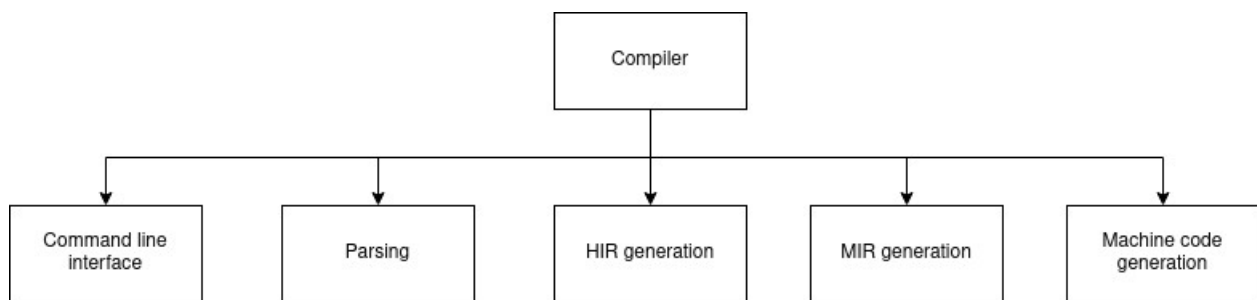 Compiler
Command line
interface
Parsing
HIR generation
MIR generation
Machine code
generation